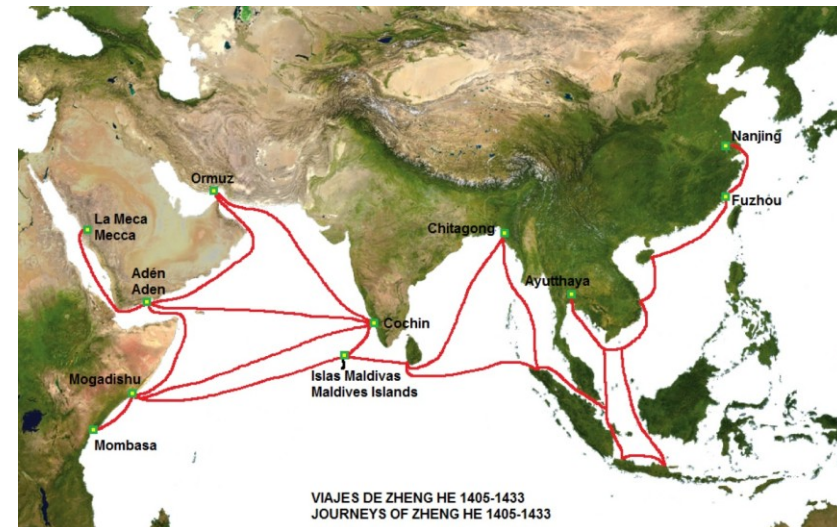 Nanjing
Ormuz
Fuzhou
La Meca
Mecca
Chitagong
Adén
Aden
Ayutthaya
Cochin
Islas Maldivas
Maldives Islands
Mogadishu
Mombasa
VIAJES DE ZHENG HE 1405-1433
JOURNEYS OF ZHENG HE 1405-1433